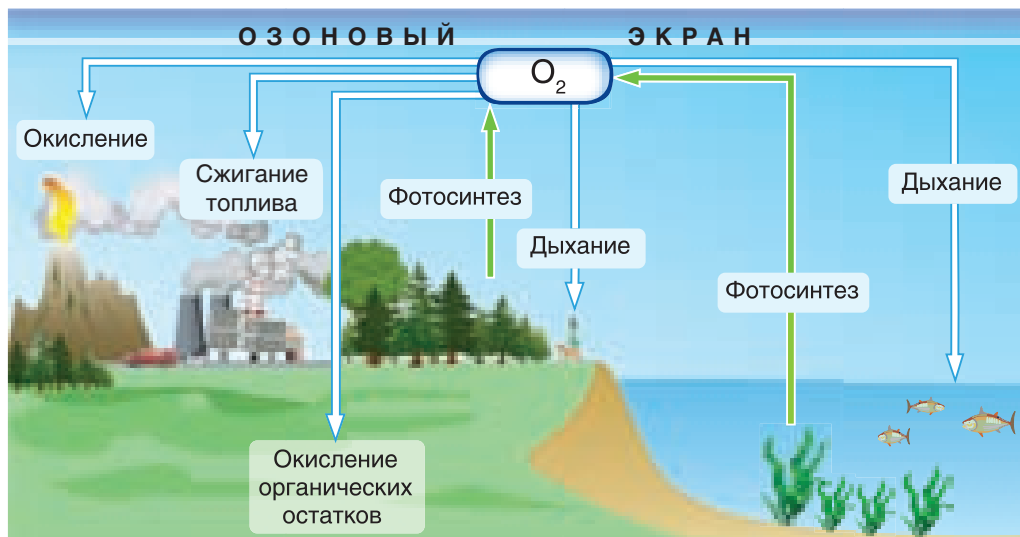 ОЗОНОВЫЙ ЭКРАН
O₂
Окисление
Сжигание
топлива
Фотосинтез
Дыхание
Фотосинтез
Дыхание
Окисление
органических
остатков